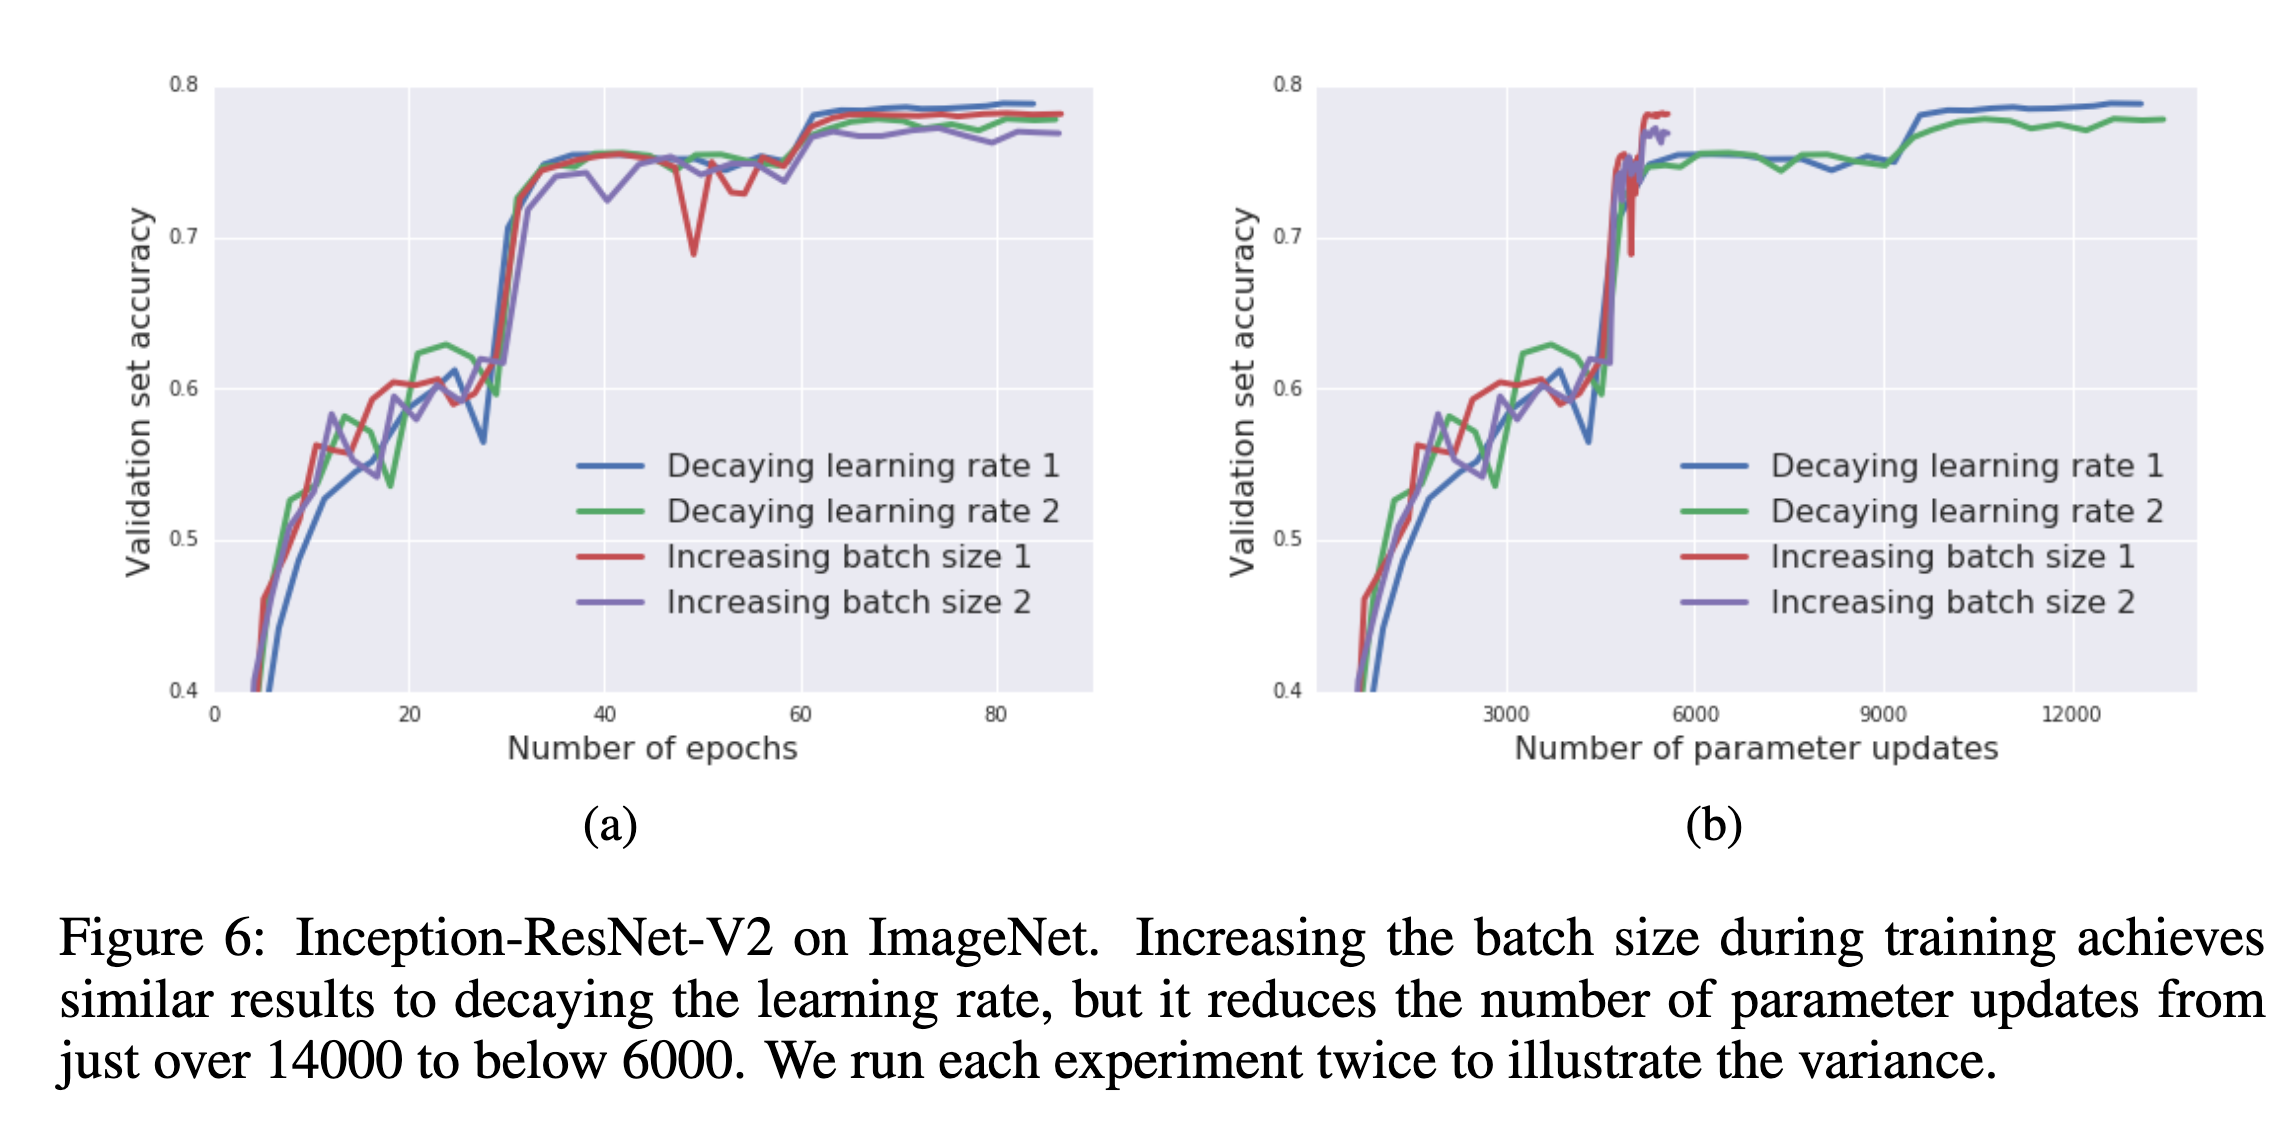 0.8
0.7
0.6
0.5
0.4
0 20 40 60 80
Validation set accuracy
Number of epochs
Decaying learning rate 1
Decaying learning rate 2
Increasing batch size 1
Increasing batch size 2
(a)
0.8
0.7
0.6
0.5
0.4
3000 6000 9000 12000
Validation set accuracy
Number of parameter updates
Decaying learning rate 1
Decaying learning rate 2
Increasing batch size 1
Increasing batch size 2
(b)
Figure 6: Inception-ResNet-V2 on ImageNet. Increasing the batch size during training achieves
similar results to decaying the learning rate, but it reduces the number of parameter updates from
just over 14000 to below 6000. We run each experiment twice to illustrate the variance.